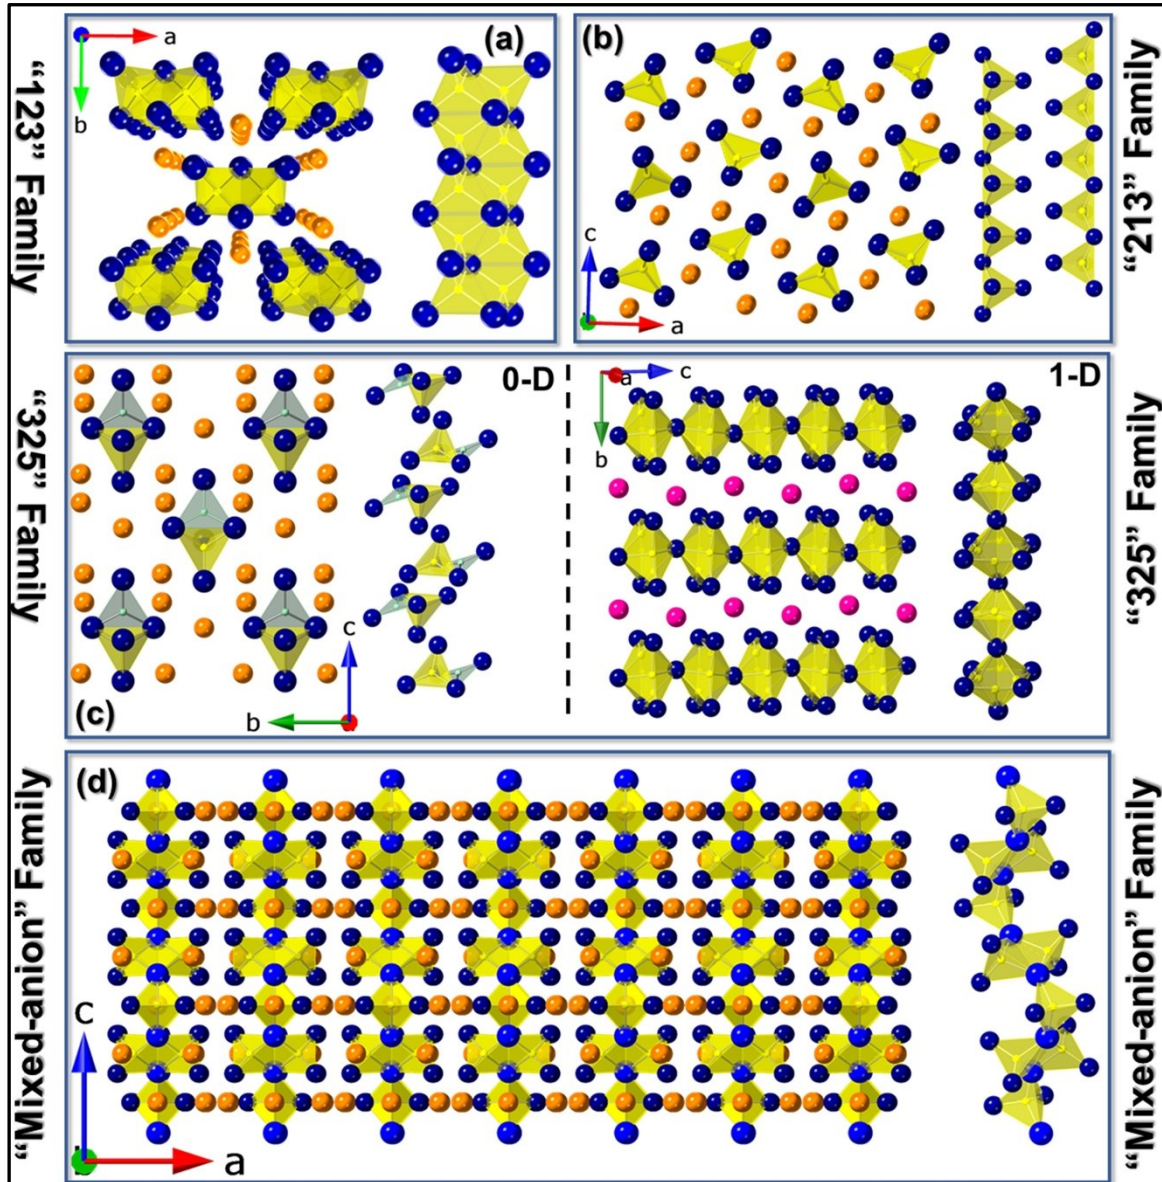 “123” Family
(a)
a
b
(b)
c
a
“213” Family
“325” Family
0-D
1-D
a
c
b
c
b
(c)
“325” Family
“Mixed-anion” Family
(d)
c
a
“Mixed-anion” Family